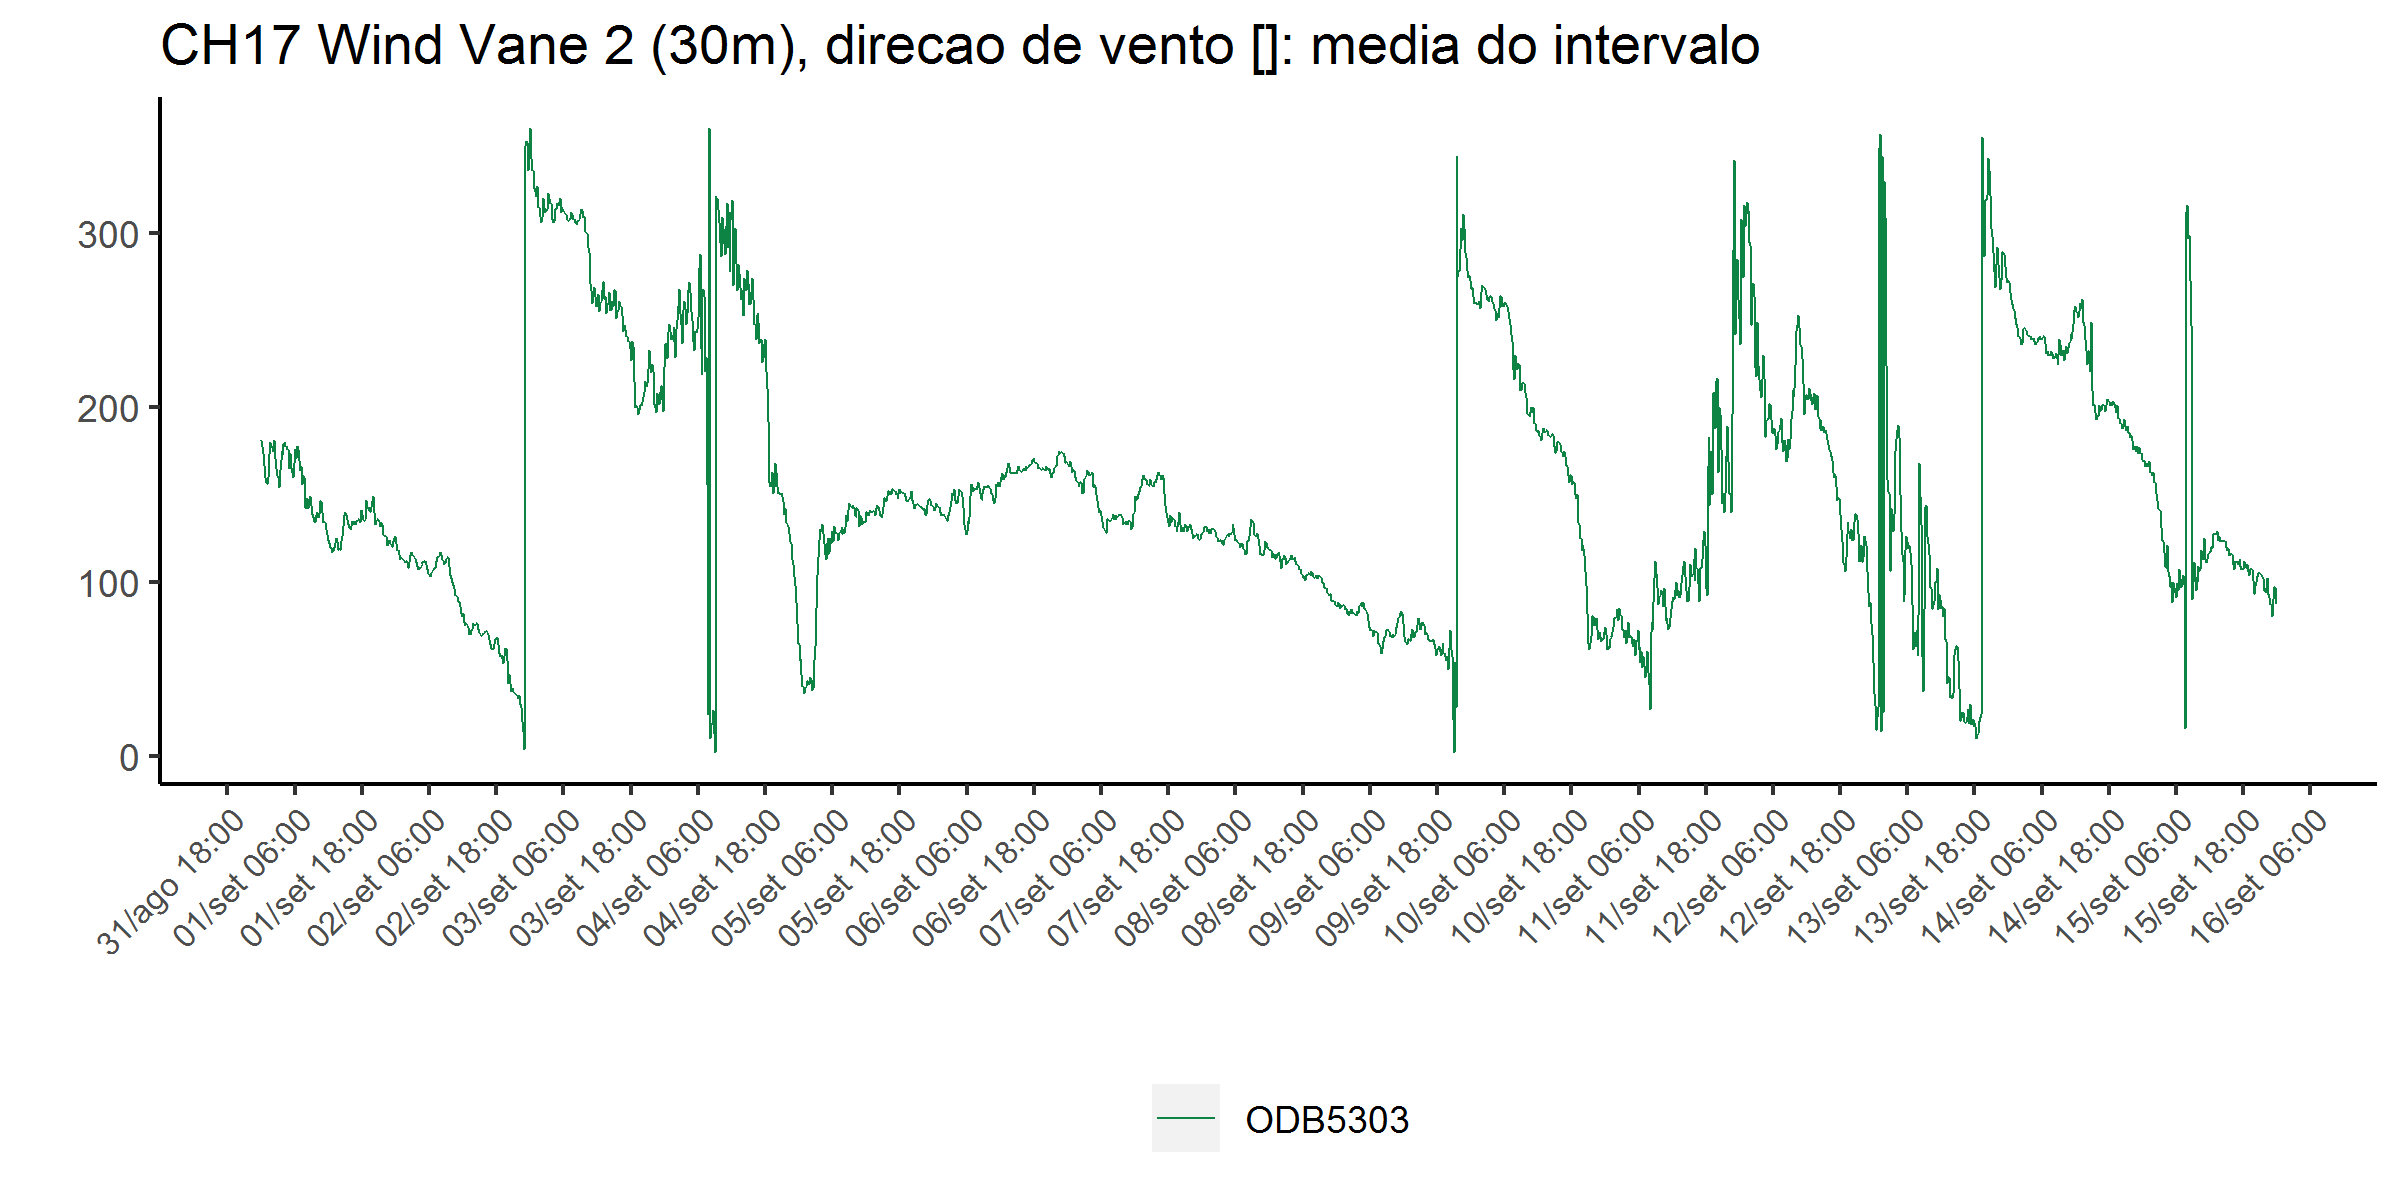 CH17 Wind Vane 2 (30m), direcao de vento []: media do intervalo
300
200
100
0
31/ago 18:00
01/set 06:00
01/set 18:00
02/set 06:00
02/set 18:00
03/set 06:00
03/set 18:00
04/set 06:00
04/set 18:00
05/set 06:00
05/set 18:00
06/set 06:00
06/set 18:00
07/set 06:00
07/set 18:00
08/set 06:00
08/set 18:00
09/set 06:00
09/set 18:00
10/set 06:00
10/set 18:00
11/set 06:00
11/set 18:00
12/set 06:00
12/set 18:00
13/set 06:00
13/set 18:00
14/set 06:00
14/set 18:00
15/set 06:00
15/set 18:00
16/set 06:00
ODB5303